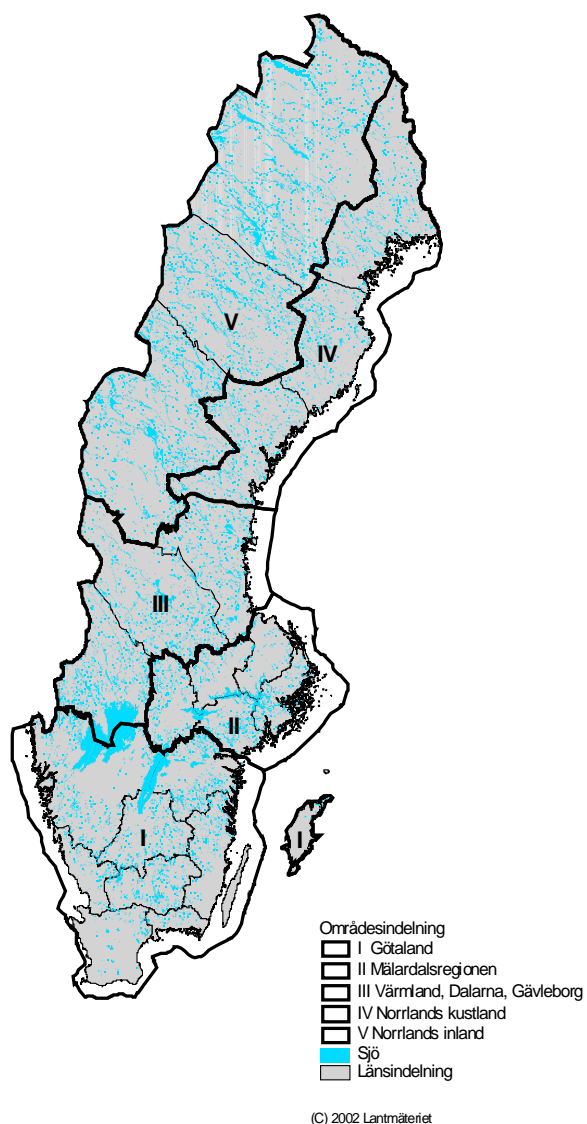 V
IV
III
II
I
I
Områdesindelning
I Götaland
II Mälardalsregionen
III Värmland, Dalarna, Gävleborg
IV Norrlands kustland
V Norrlands inland
Sjö
Länsindelning
(C) 2002 Lantmäteriet